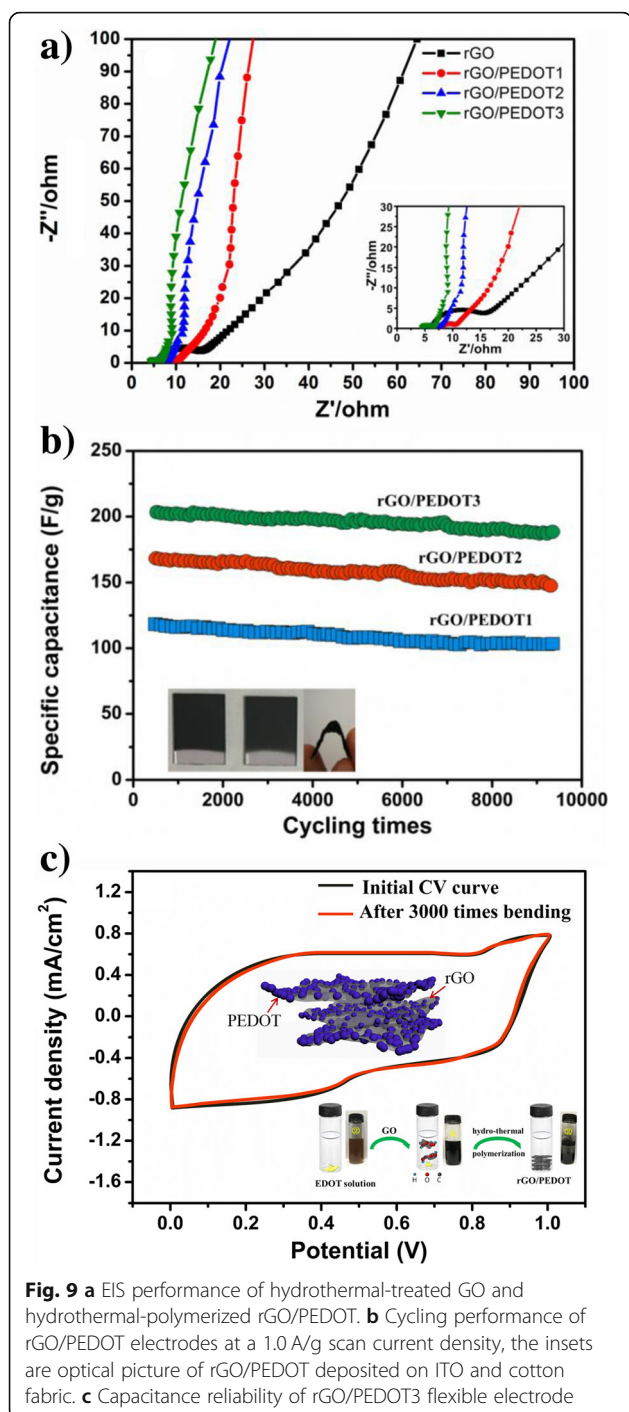 a)
100
90
80
70
60
50
40
30
20
10
0
-Z''/ohm
rGO
rGO/PEDOT1
rGO/PEDOT2
rGO/PEDOT3
30
25
20
15
10
5
0
-Z''/ohm
0 5 10 15 20 25 30
Z'/ohm
0 10 20 30 40 50 60 70 80 90 100
Z'/ohm
b)
250
200
150
100
50
0
Specific capacitance (F/g)
rGO/PEDOT3
rGO/PEDOT2
rGO/PEDOT1
0 2000 4000 6000 8000 10000
Cycling times
c)
1.2
0.8
0.4
0.0
-0.4
-0.8
-1.2
-1.6
Current density (mA/cm²)
Initial CV curve
After 3000 times bending
rGO
PEDOT
GO
hydro-thermal
polymerization
EDOT solution
H O C
rGO/PEDOT
0.0 0.2 0.4 0.6 0.8 1.0
Potential (V)
Fig. 9 a EIS performance of hydrothermal-treated GO and
hydrothermal-polymerized rGO/PEDOT. b Cycling performance of
rGO/PEDOT electrodes at a 1.0 A/g scan current density, the insets
are optical picture of rGO/PEDOT deposited on ITO and cotton
fabric. c Capacitance reliability of rGO/PEDOT3 flexible electrode